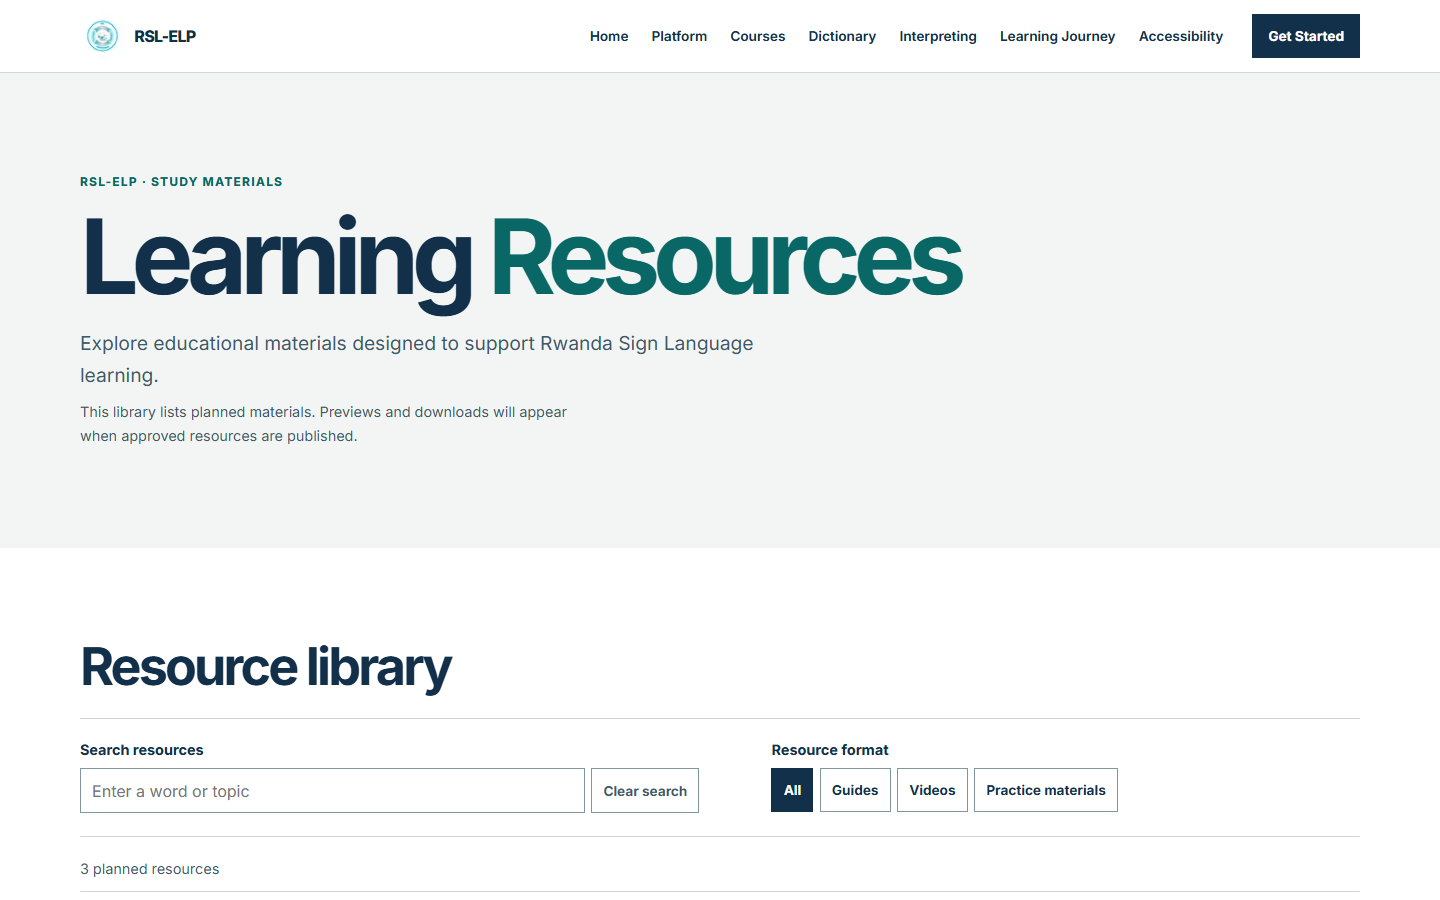 RSL-ELP
Home Platform Courses Dictionary Interpreting Learning Journey Accessibility Get Started
RSL-ELP · STUDY MATERIALS
Learning Resources
Explore educational materials designed to support Rwanda Sign Language
learning.
This library lists planned materials. Previews and downloads will appear
when approved resources are published.
Resource library
Search resources
Enter a word or topic
Clear search
Resource format
All Guides Videos Practice materials
3 planned resources